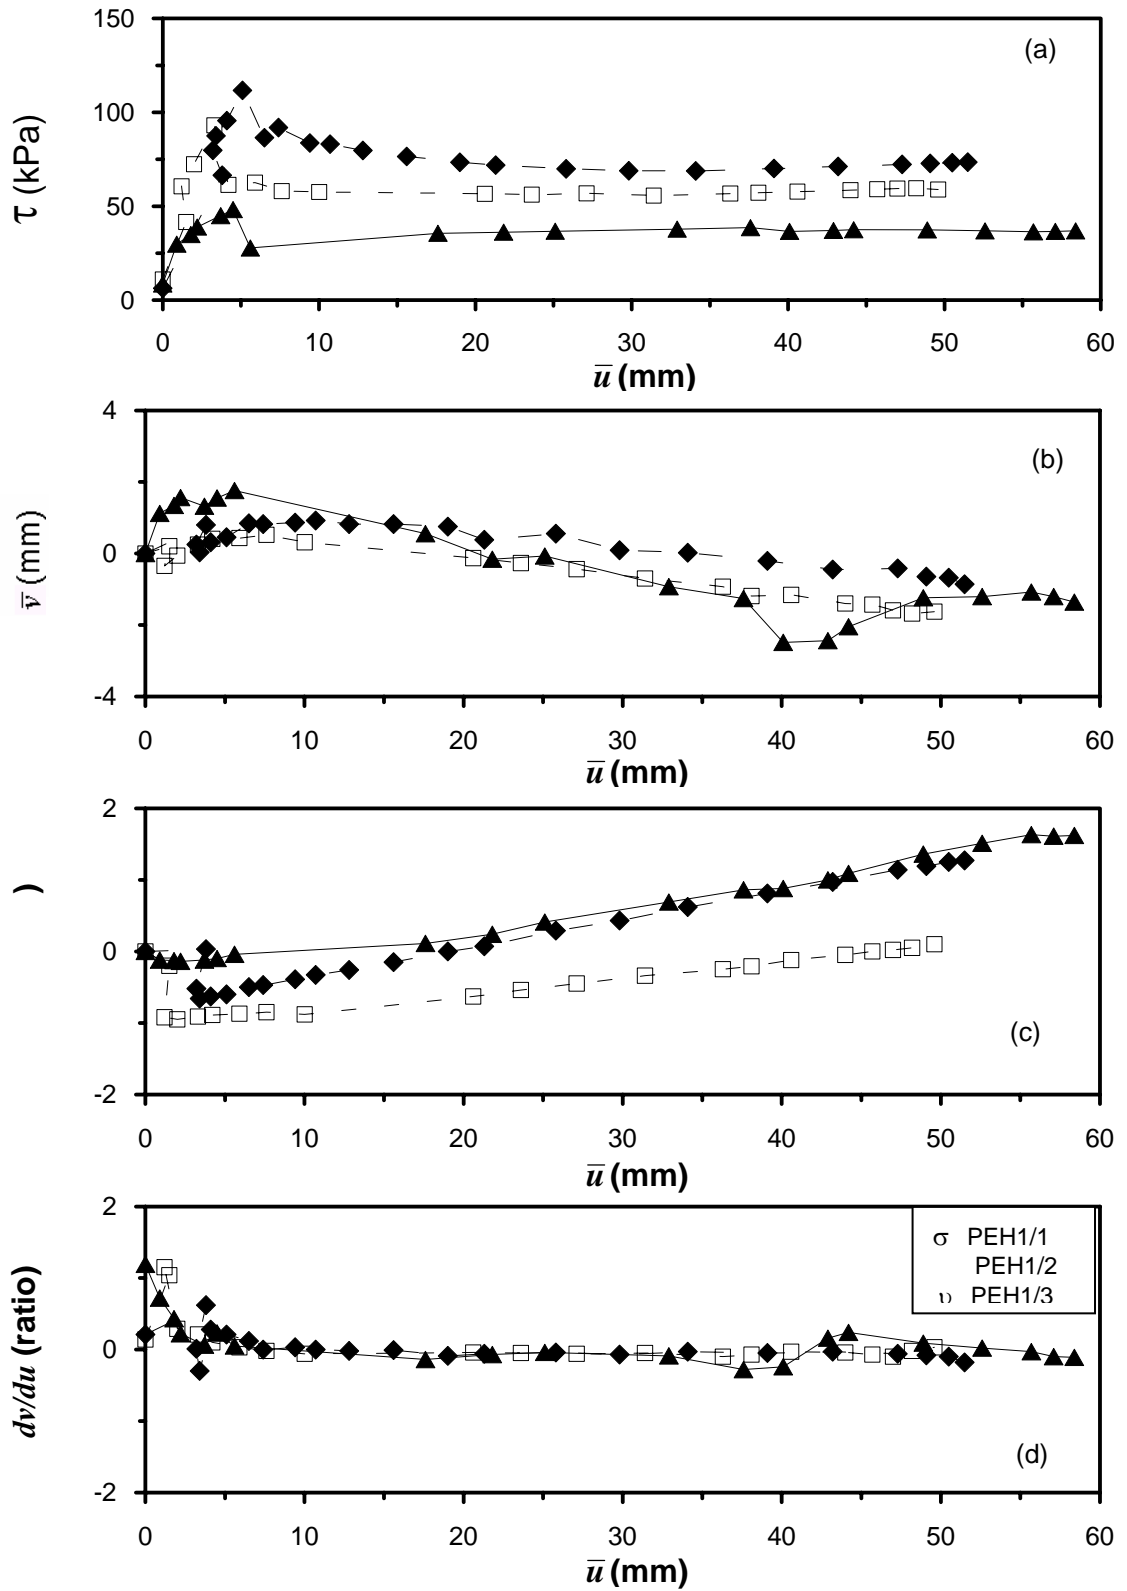 150
100
50
0
τ (kPa)
(a)
0 10 20 30 40 50 60
u̅ (mm)
4
0
-4
v̅ (mm)
(b)
0 10 20 30 40 50 60
u̅ (mm)
2
0
-2
)
(c)
0 10 20 30 40 50 60
u̅ (mm)
2
0
-2
dv/du (ratio)
σ PEH1/1
PEH1/2
υ PEH1/3
(d)
0 10 20 30 40 50 60
u̅ (mm)